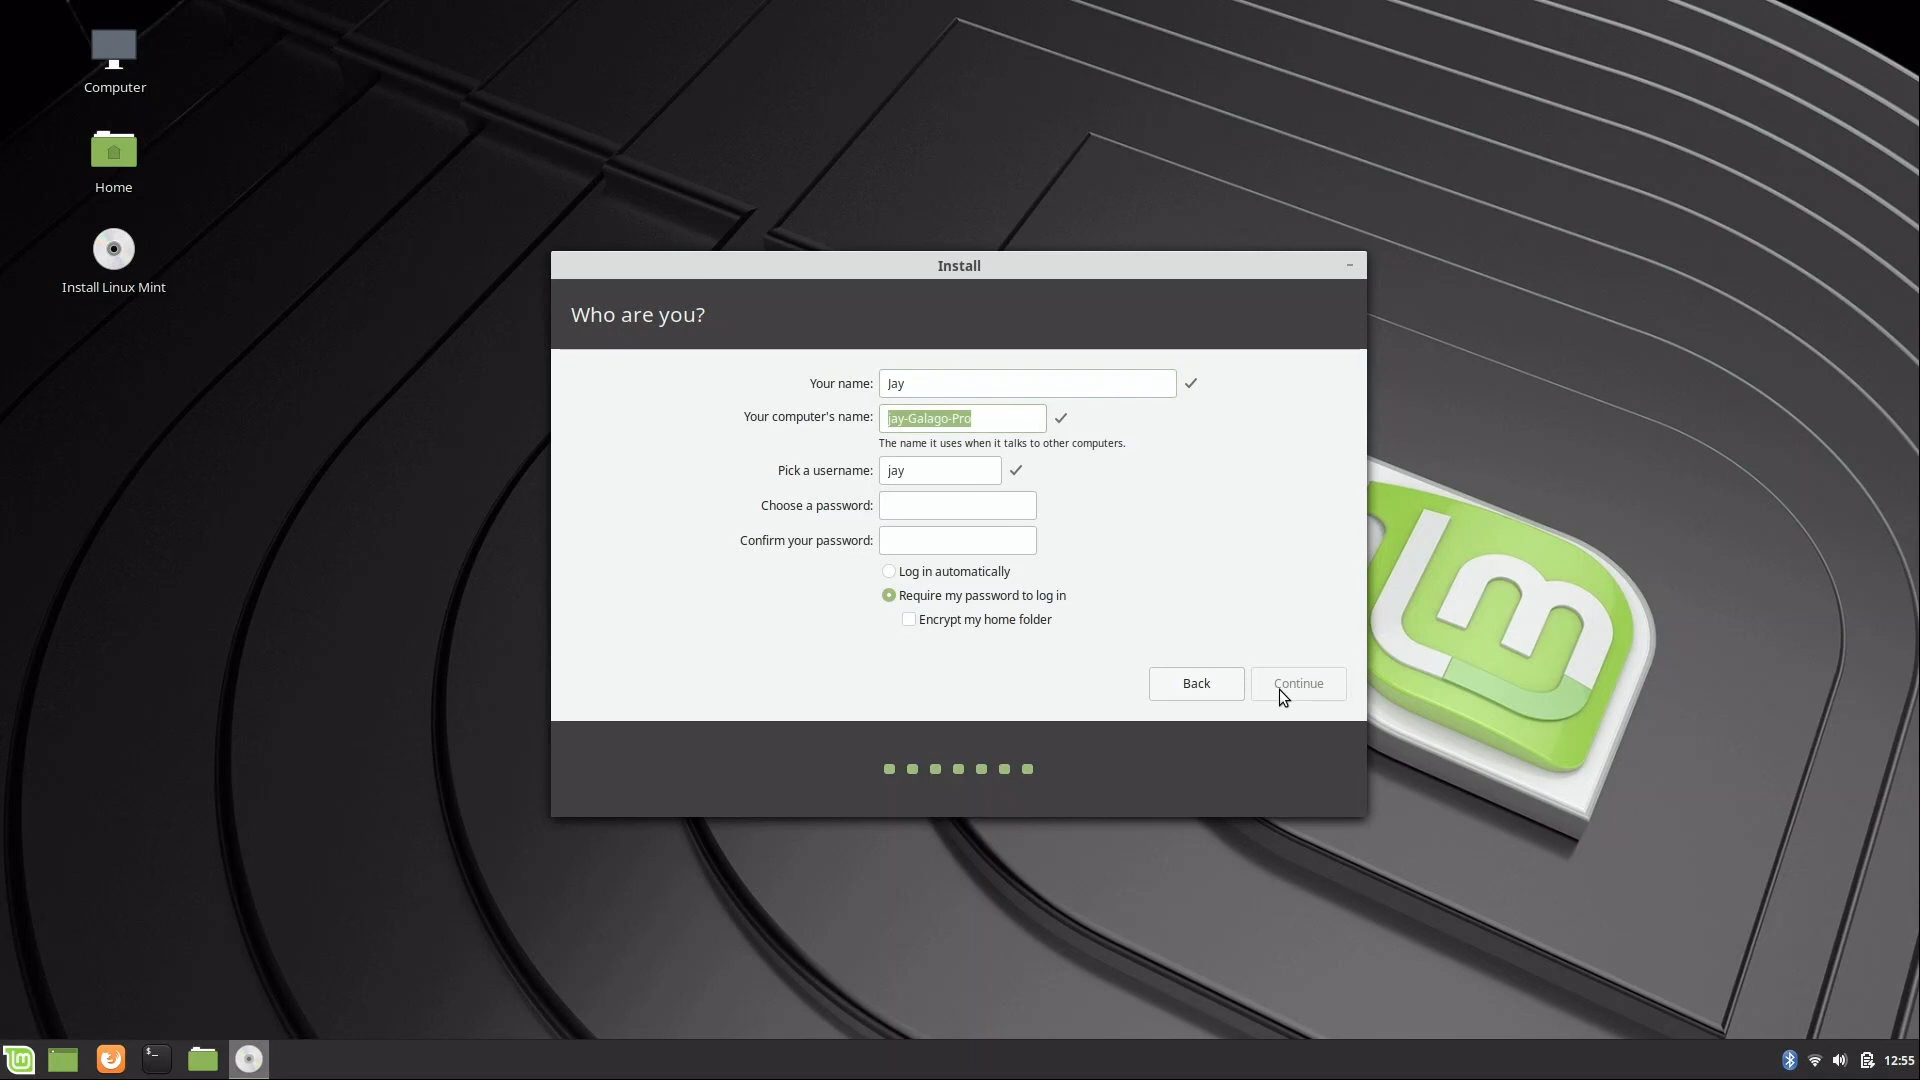 Computer
Home
Install Linux Mint
Install
Who are you?
Your name: Jay
Your computer's name: jay-Galago-Pro
The name it uses when it talks to other computers.
Pick a username: jay
Choose a password:
Confirm your password:
Log in automatically
Require my password to log in
Encrypt my home folder
Back Continue
lm
lm $_ 12:55